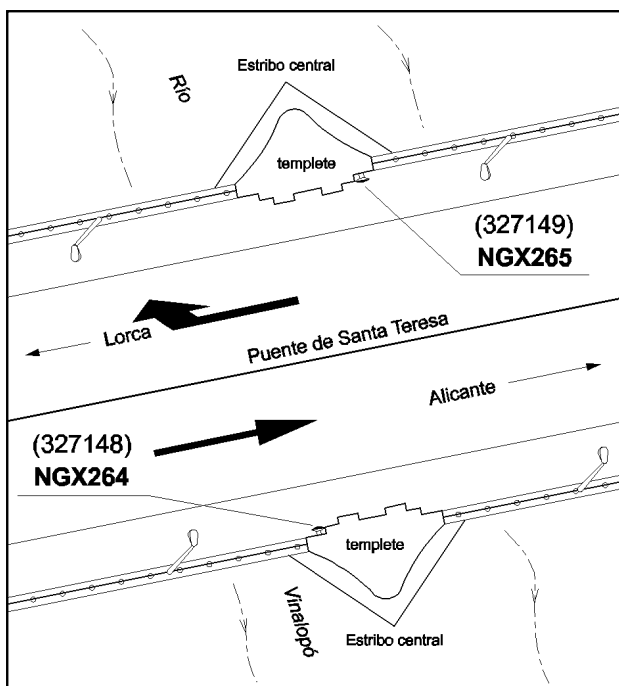 Estribo central
Río
templete
(327149)
NGX265
Lorca
Puente de Santa Teresa
Alicante
(327148)
NGX264
templete
Vinalopó
Estribo central